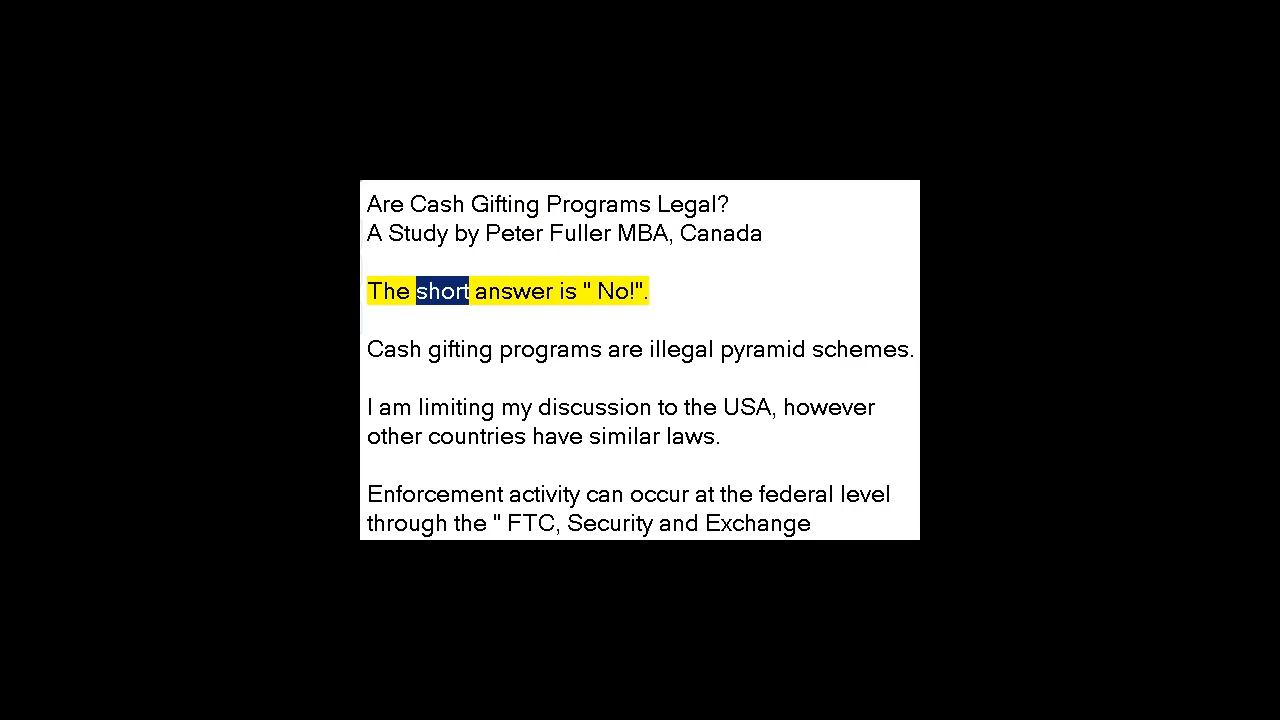 Are Cash Gifting Programs Legal?
A Study by Peter Fuller MBA, Canada
The short answer is " No!".
Cash gifting programs are illegal pyramid schemes.
I am limiting my discussion to the USA, however
other countries have similar laws.
Enforcement activity can occur at the federal level
through the " FTC, Security and Exchange